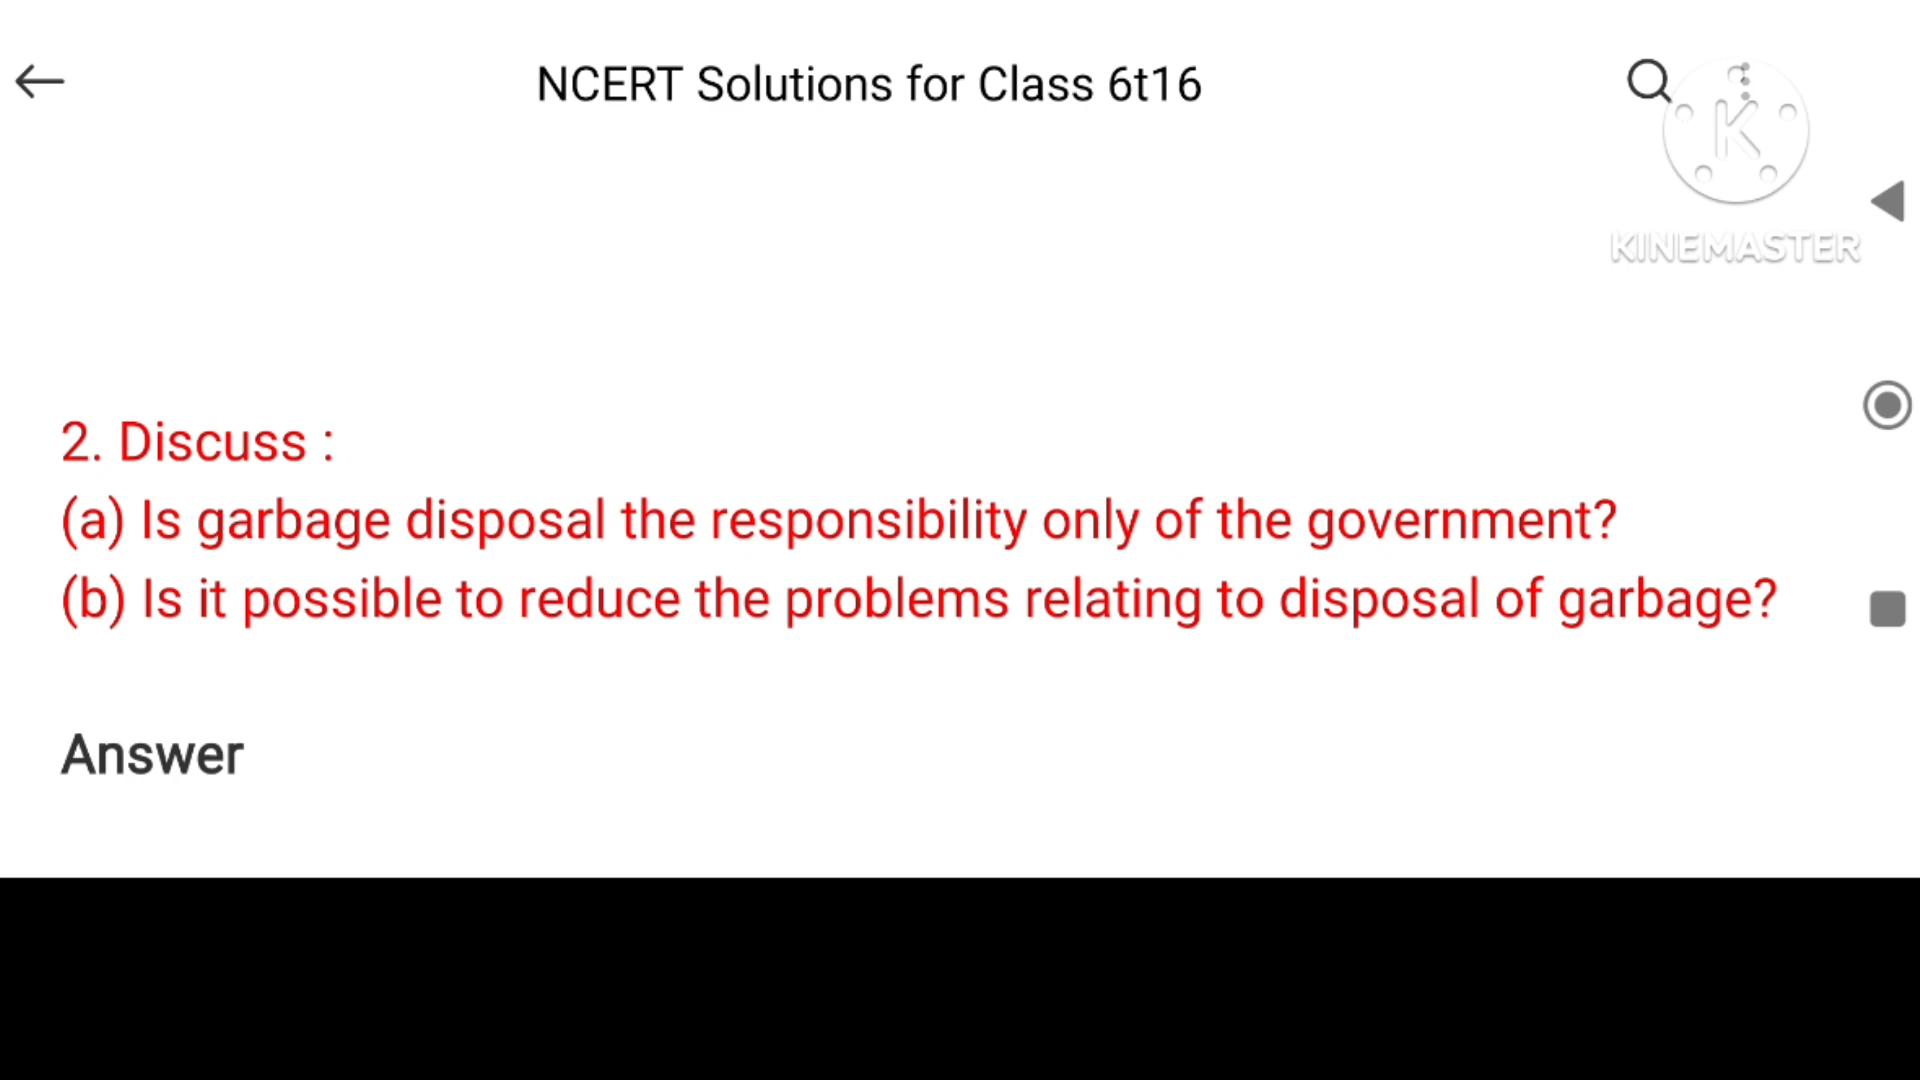 NCERT Solutions for Class 6t16
K
KINEMASTER
2. Discuss :
(a) Is garbage disposal the responsibility only of the government?
(b) Is it possible to reduce the problems relating to disposal of garbage?
Answer